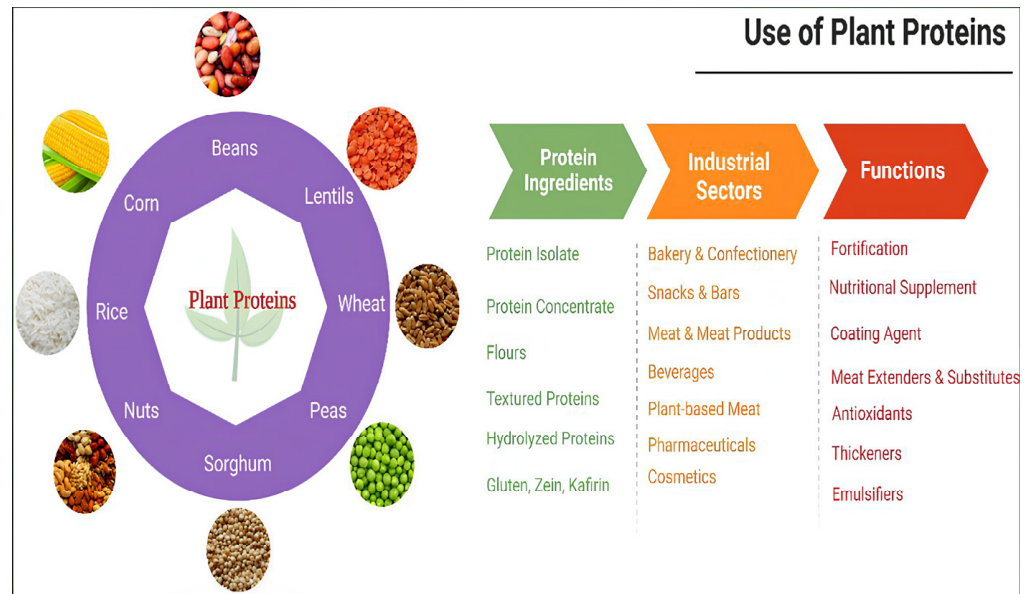 Use of Plant Proteins
Beans
Lentils
Wheat
Peas
Sorghum
Nuts
Rice
Corn
Plant Proteins
Protein
Ingredients
Protein Isolate
Protein Concentrate
Flours
Textured Proteins
Hydrolyzed Proteins
Gluten, Zein, Kafirin
Industrial
Sectors
Bakery & Confectionery
Snacks & Bars
Meat & Meat Products
Beverages
Plant-based Meat
Pharmaceuticals
Cosmetics
Functions
Fortification
Nutritional Supplement
Coating Agent
Meat Extenders & Substitutes
Antioxidants
Thickeners
Emulsifiers